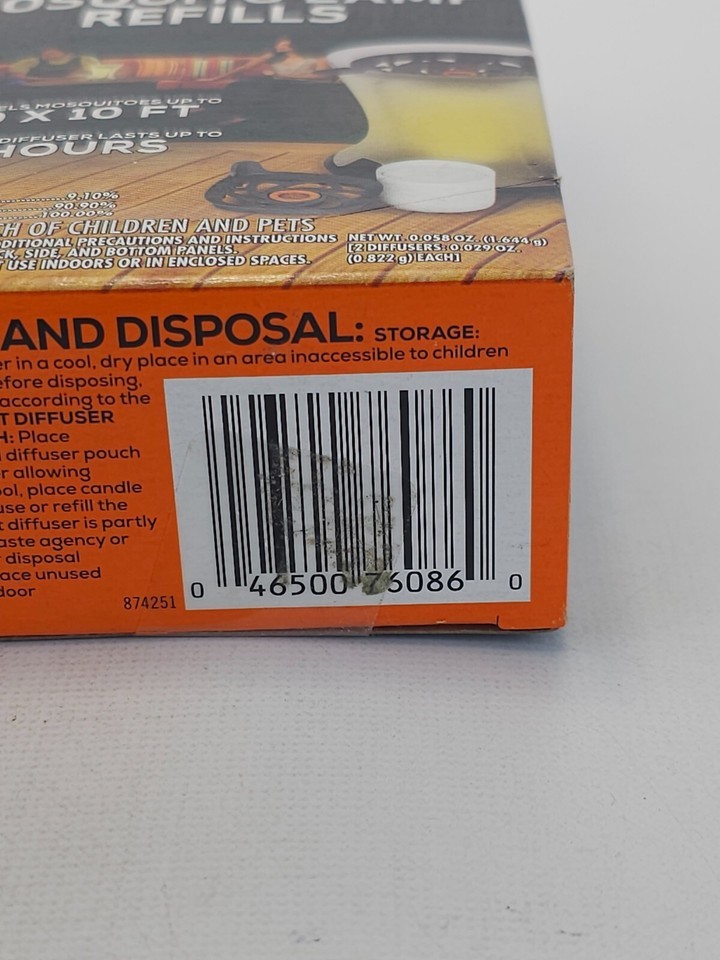 REFILLS
ELS MOSQUITOES UP TO
X 10 FT
DIFFUSER LASTS UP TO
HOURS
9.10%
90.90%
100.00%
H OF CHILDREN AND PETS
DITIONAL PRECAUTIONS AND INSTRUCTIONS
CK, SIDE, AND BOTTOM PANELS.
T USE INDOORS OR IN ENCLOSED SPACES.
NET WT. 0.058 OZ. (1.644 g)
[2 DIFFUSERS: 0.029 OZ.
(0.822 g) EACH]
AND DISPOSAL: STORAGE:
er in a cool, dry place in an area inaccessible to children
efore disposing,
according to the
T DIFFUSER
H: Place
diffuser pouch
r allowing
ool, place candle
use or refill the
t diffuser is partly
aste agency or
disposal
ace unused
door
874251
0 46500 76086 0